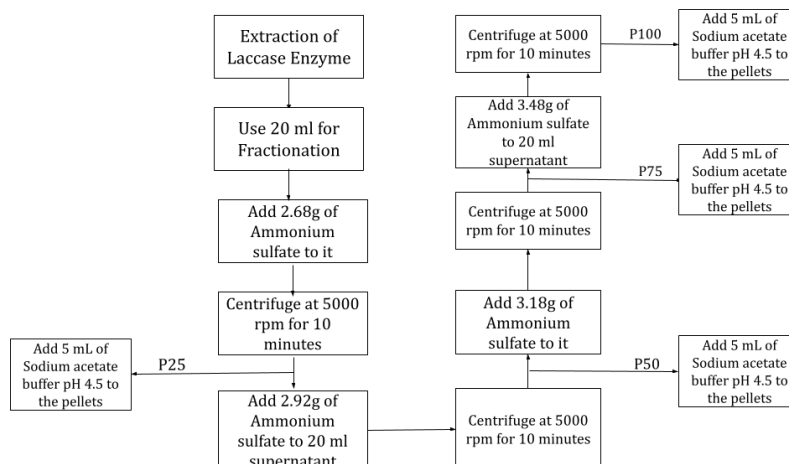 Extraction of
Laccase Enzyme
Use 20 ml for
Fractionation
Add 2.68g of
Ammonium
sulfate to it
Centrifuge at 5000
rpm for 10
minutes
P25
Add 5 mL of
Sodium acetate
buffer pH 4.5 to
the pellets
Add 2.92g of
Ammonium
sulfate to 20 ml
supernatant
Centrifuge at 5000
rpm for 10 minutes
P50
Add 5 mL of
Sodium acetate
buffer pH 4.5 to
the pellets
Add 3.18g of
Ammonium
sulfate to it
Centrifuge at 5000
rpm for 10 minutes
P75
Add 5 mL of
Sodium acetate
buffer pH 4.5 to
the pellets
Add 3.48g of
Ammonium sulfate
to 20 ml
supernatant
Centrifuge at 5000
rpm for 10 minutes
P100
Add 5 mL of
Sodium acetate
buffer pH 4.5 to
the pellets